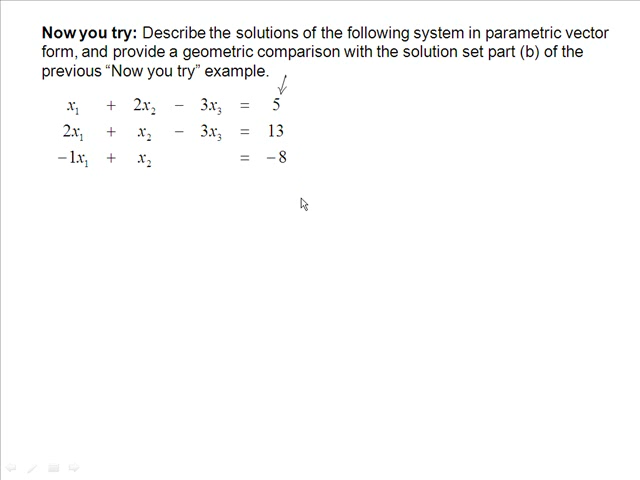 Now you try: Describe the solutions of the following system in parametric vector
form, and provide a geometric comparison with the solution set part (b) of the
previous “Now you try” example.
x₁ + 2x₂ − 3x₃ = 5
2x₁ + x₂ − 3x₃ = 13
−1x₁ + x₂ = −8